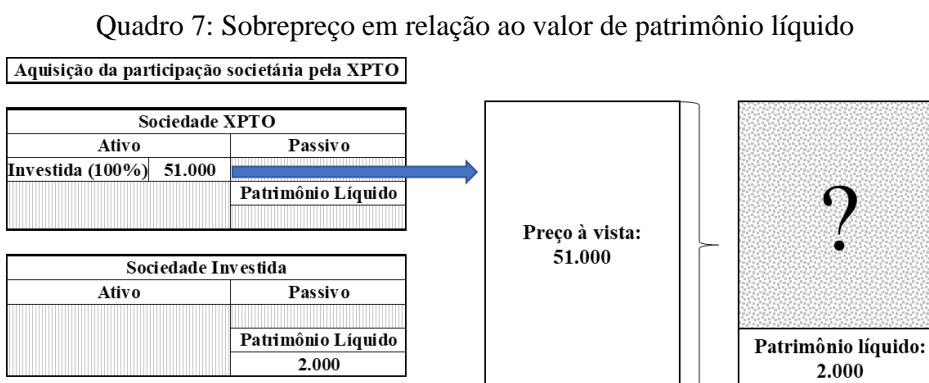 Quadro 7: Sobrepreço em relação ao valor de patrimônio líquido
Aquisição da participação societária pela XPTO
Sociedade XPTO
Ativo Passivo
Investida (100%) 51.000
Patrimônio Líquido
Sociedade Investida
Ativo Passivo
Patrimônio Líquido
2.000
Preço à vista:
51.000
?
Patrimônio líquido:
2.000